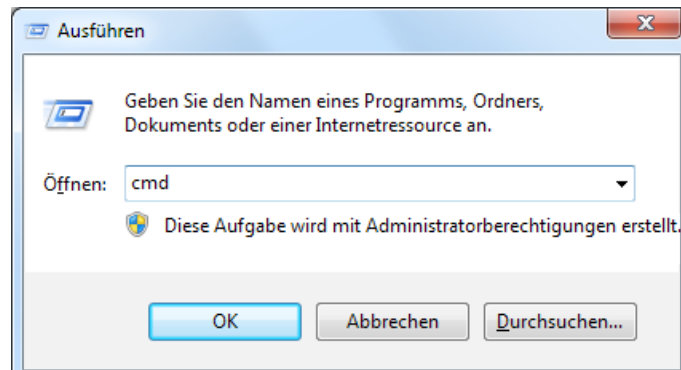 Ausführen
Geben Sie den Namen eines Programms, Ordners,
Dokuments oder einer Internetressource an.
Öffnen: cmd
Diese Aufgabe wird mit Administratorberechtigungen erstellt.
OK Abbrechen Durchsuchen...